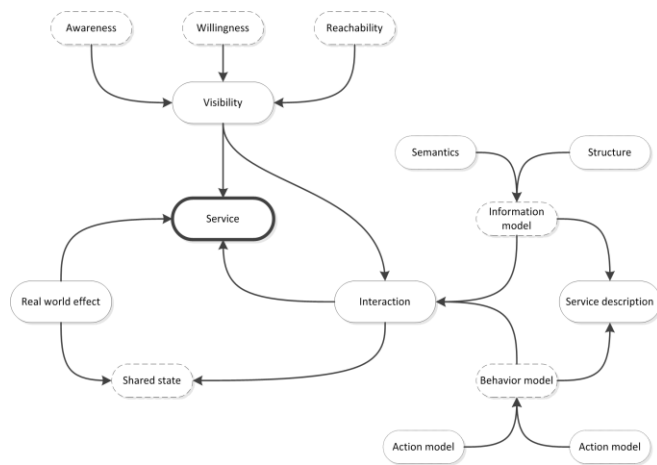 Awareness
Willingness
Reachability
Visibility
Semantics
Structure
Service
Information
model
Real world effect
Interaction
Service description
Shared state
Behavior model
Action model
Action model